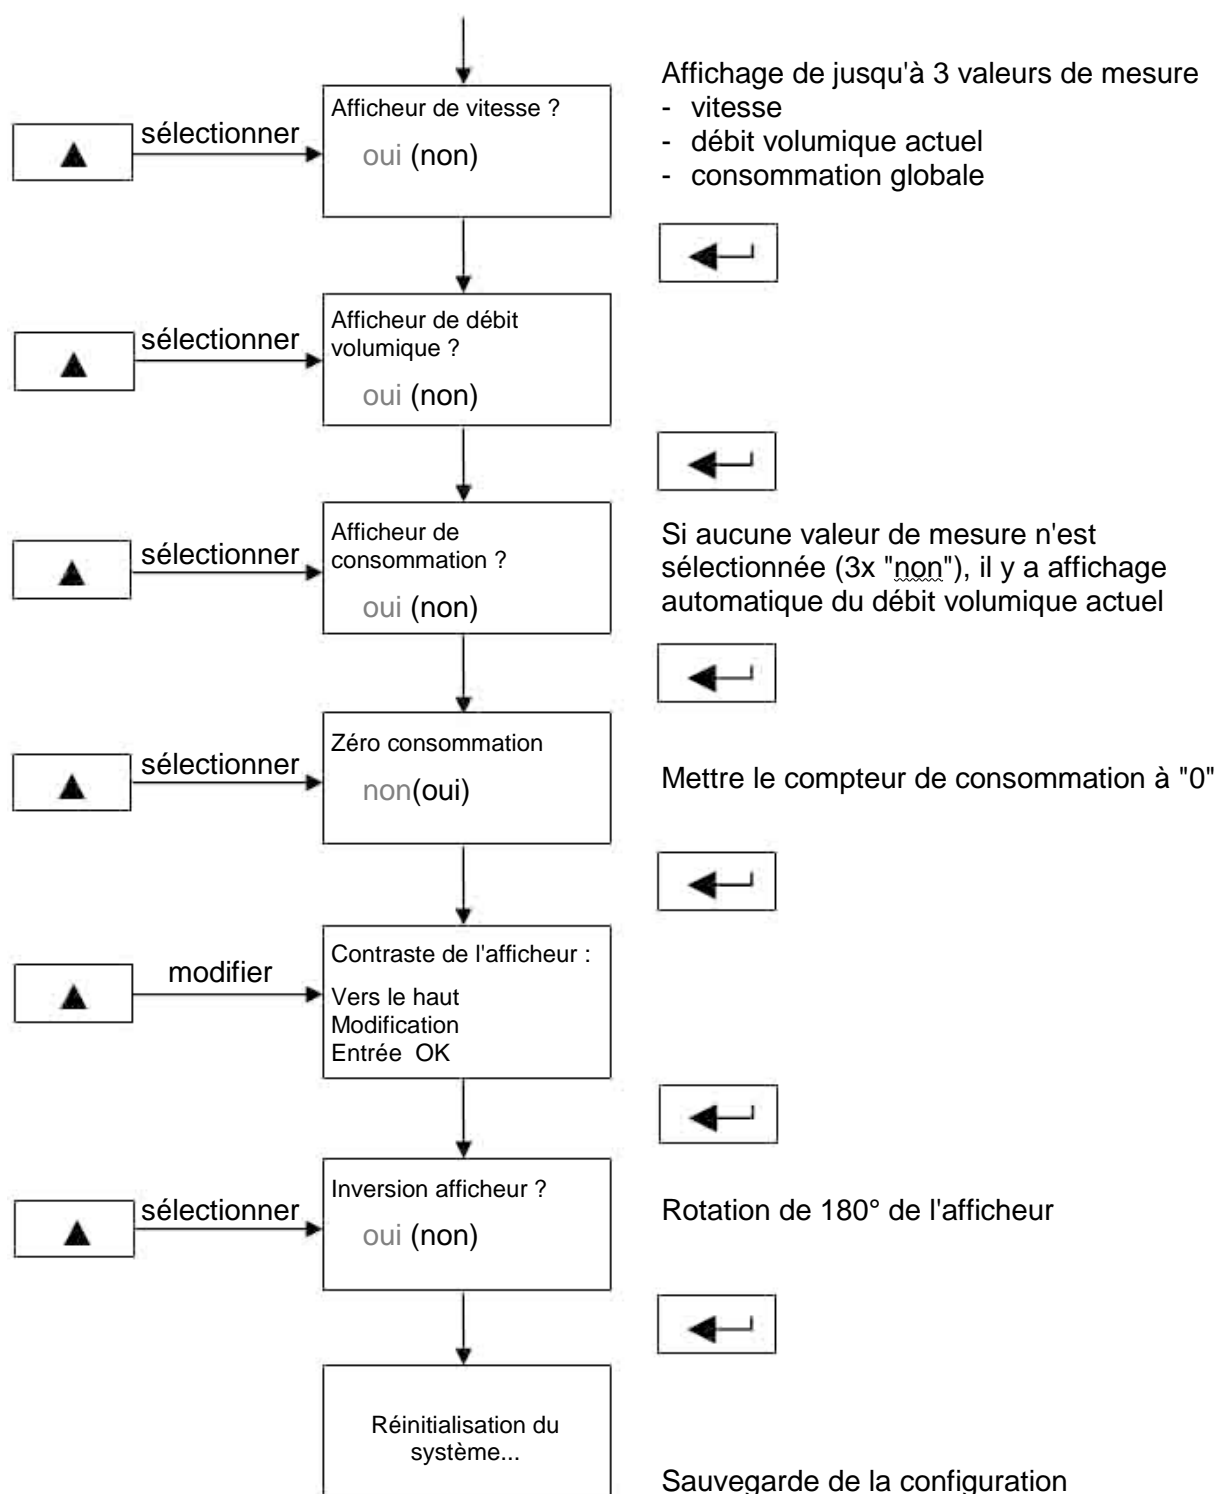 Affichage de jusqu'à 3 valeurs de mesure
- vitesse
- débit volumique actuel
- consommation globale
sélectionner
Afficheur de vitesse ?
oui (non)
sélectionner
Afficheur de débit
volumique ?
oui (non)
sélectionner
Afficheur de
consommation ?
oui (non)
Si aucune valeur de mesure n'est
sélectionnée (3x "non"), il y a affichage
automatique du débit volumique actuel
sélectionner
Zéro consommation
non(oui)
Mettre le compteur de consommation à "0"
modifier
Contraste de l'afficheur :
Vers le haut
Modification
Entrée OK
sélectionner
Inversion afficheur ?
oui (non)
Rotation de 180° de l'afficheur
Réinitialisation du
système...
Sauvegarde de la configuration